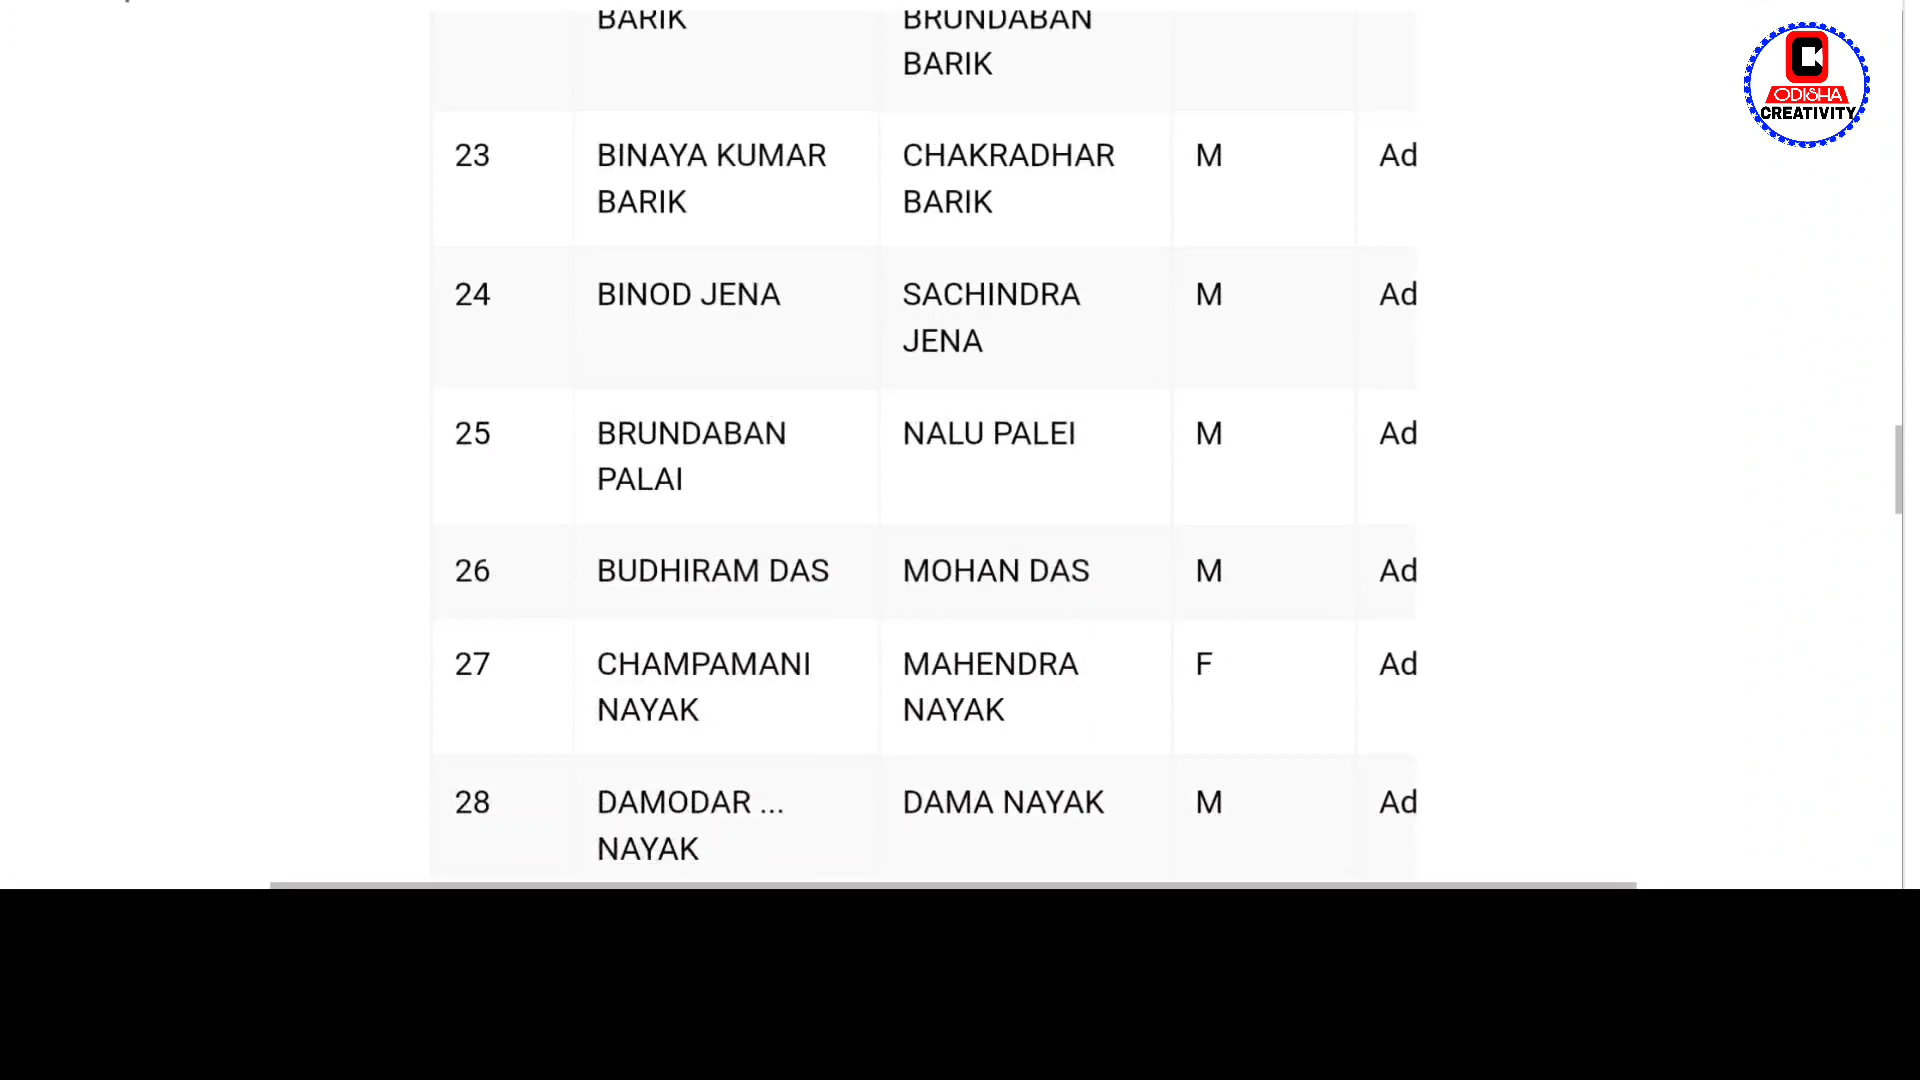 BARIK BRUNDABAN
BARIK
23 BINAYA KUMAR CHAKRADHAR M Ad
BARIK BARIK
24 BINOD JENA SACHINDRA M Ad
JENA
25 BRUNDABAN NALU PALEI M Ad
PALAI
26 BUDHIRAM DAS MOHAN DAS M Ad
27 CHAMPAMANI MAHENDRA F Ad
NAYAK NAYAK
28 DAMODAR ... DAMA NAYAK M Ad
NAYAK
ODISHA
CREATIVITY